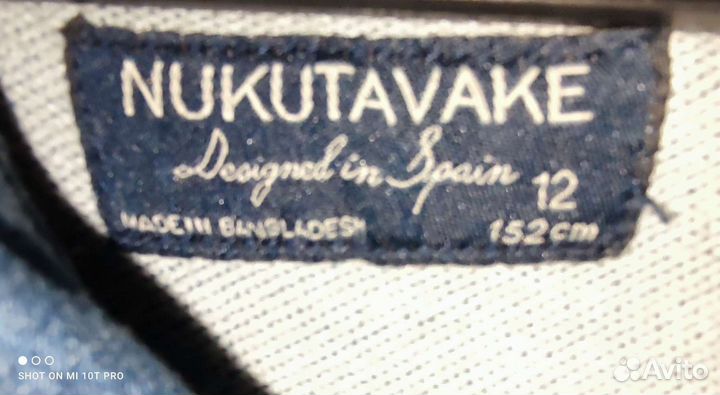 NUKUTAVAKE
Designed in Spain 12
MADE IN BANGLADESH 152cm
SHOT ON MI 10T PRO
Avito